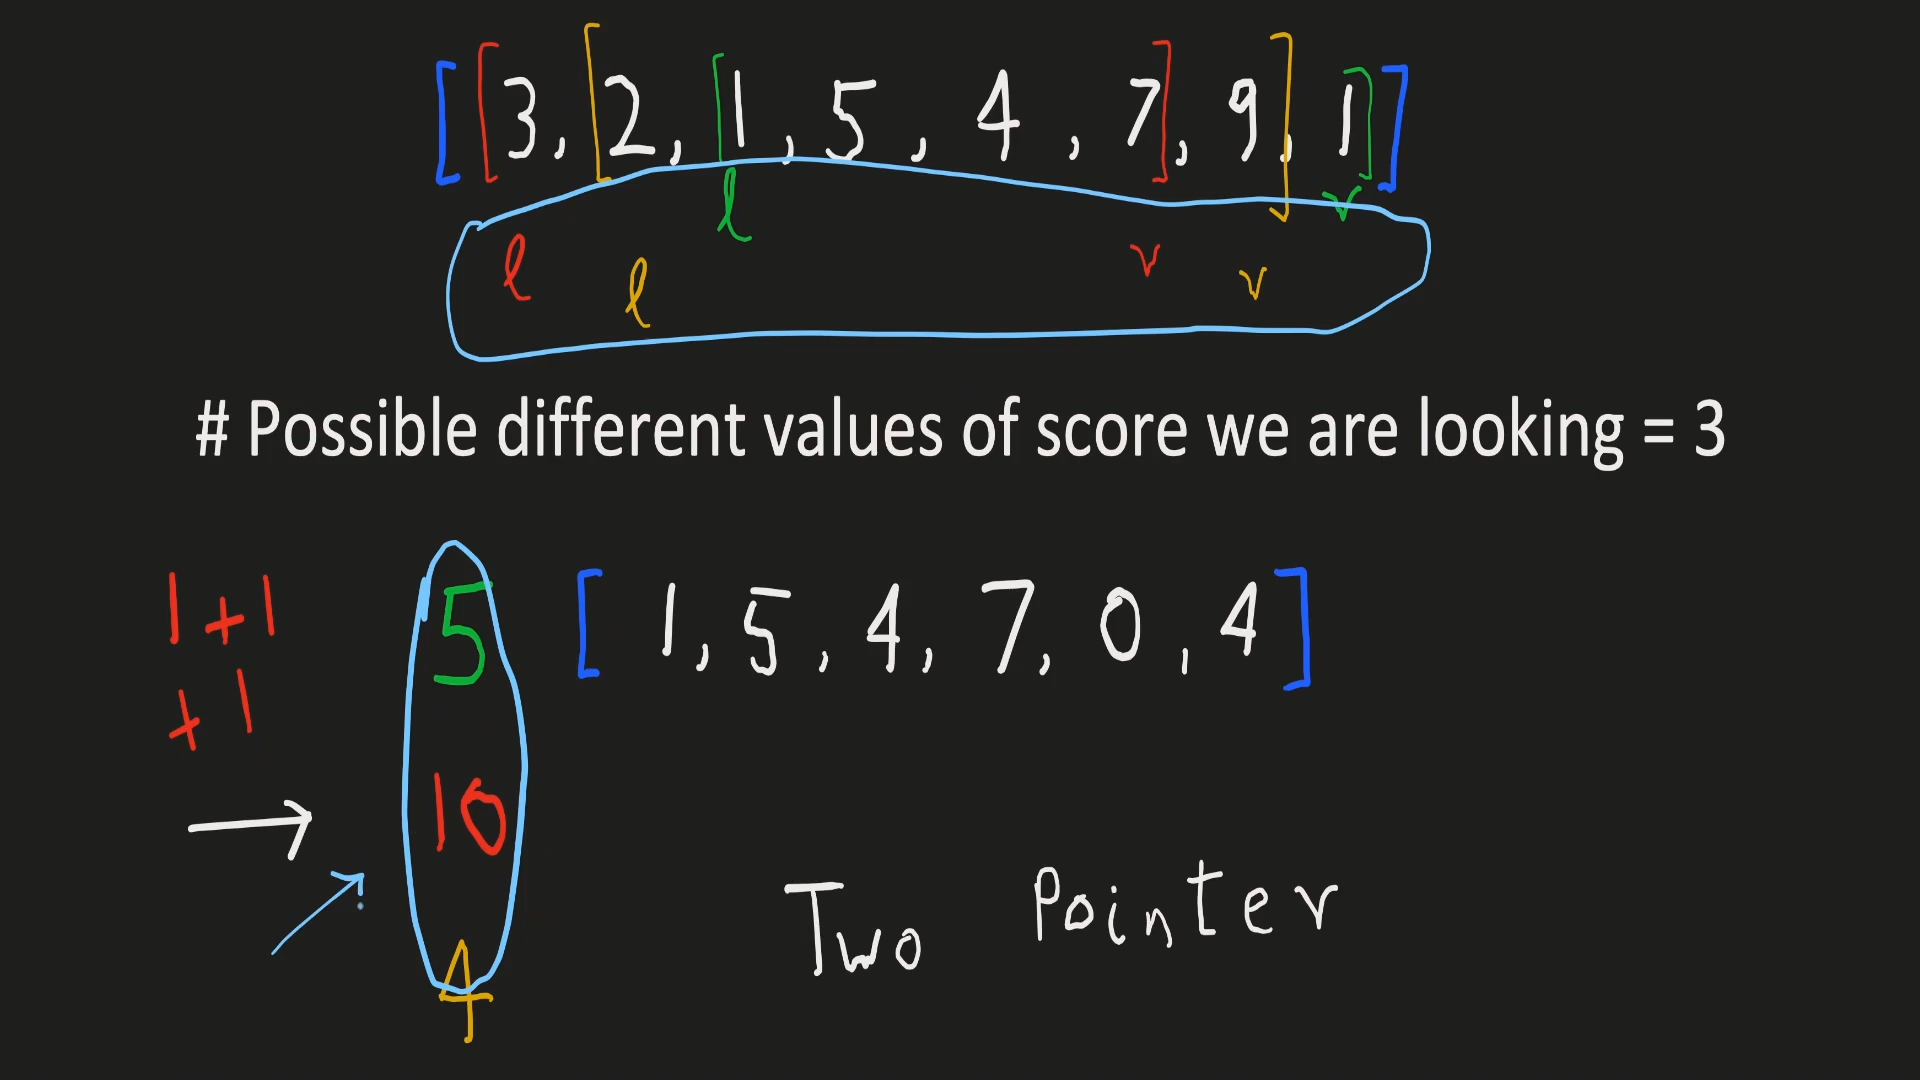 [[3, [2, [1, 5, 4, 7], 9], 1]]
l
l l r r r
# Possible different values of score we are looking = 3
1+1 5 [1, 5, 4, 7, 0, 4]
+1
10
Two Pointer
4